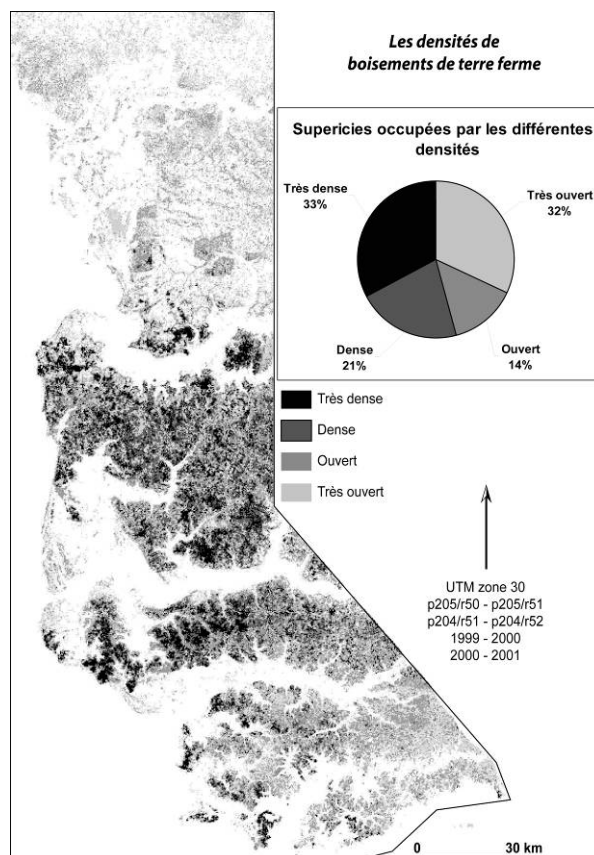 Les densités de
boisements de terre ferme
Supericies occupées par les différentes
densités
Très dense
33%
Très ouvert
32%
Dense
21%
Ouvert
14%
Très dense
Dense
Ouvert
Très ouvert
UTM zone 30
p205/r50 - p205/r51
p204/r51 - p204/r52
1999 - 2000
2000 - 2001
0 30 km